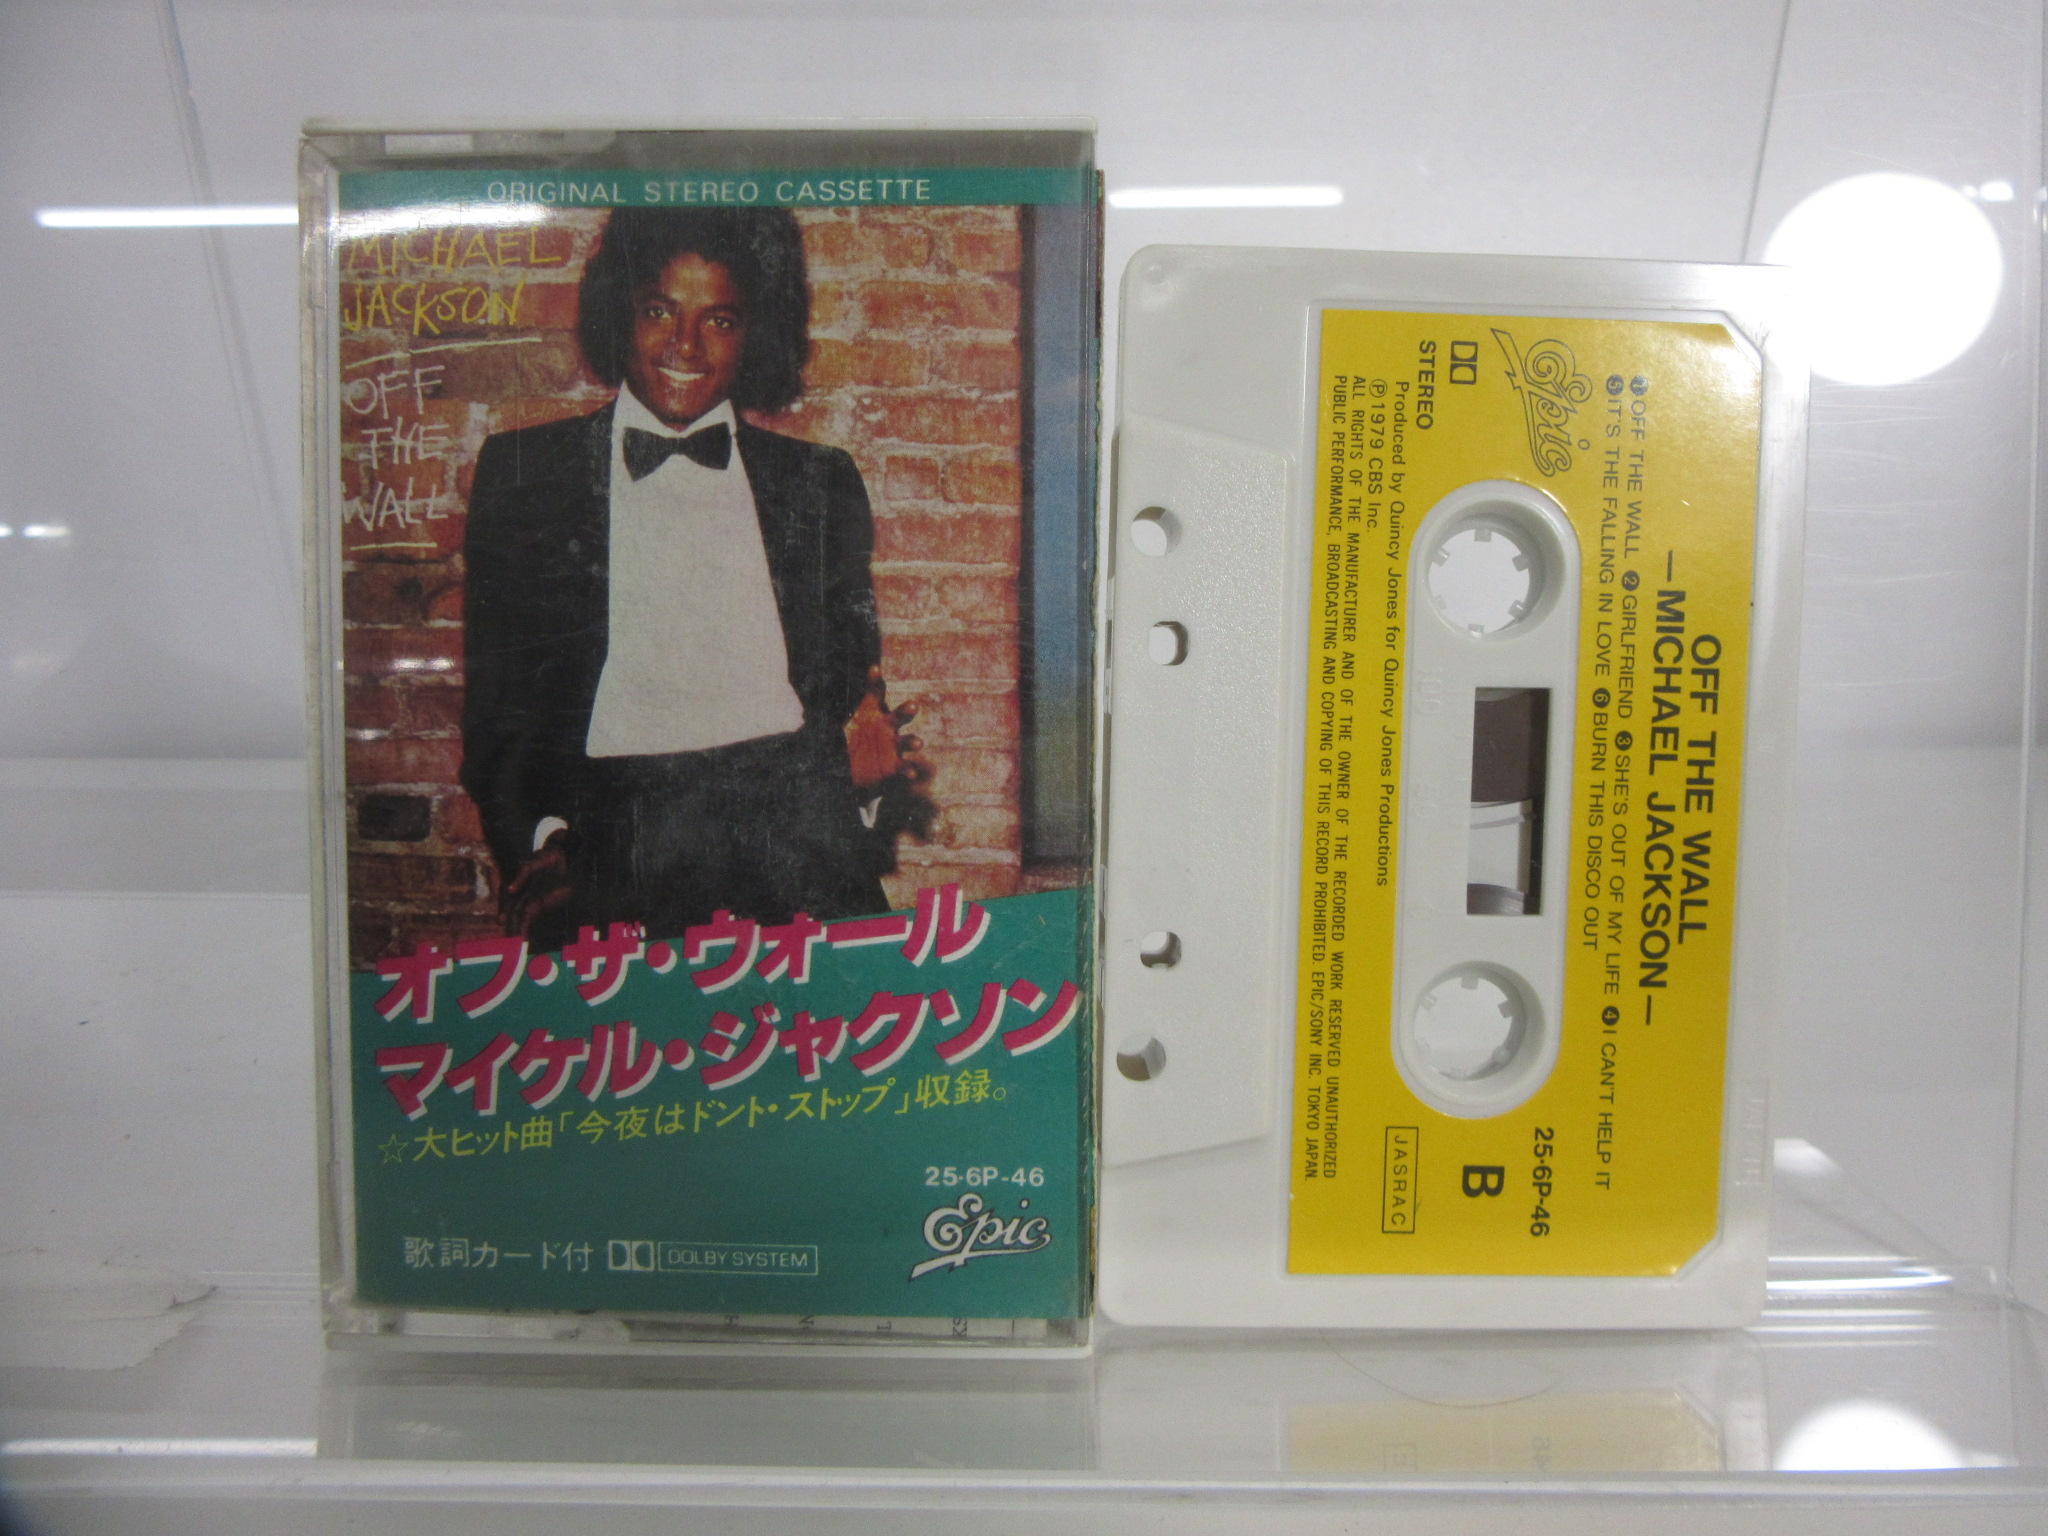 ORIGINAL STEREO CASSETTE
MICHAEL
JACKSON
OFF
THE
WALL
オフ・ザ・ウォール
マイケル・ジャクソン
☆大ヒット曲「今夜はドント・ストップ」収録。
25・6P-46
Epic
歌詞カード付 DOLBY SYSTEM
OFF THE WALL
—MICHAEL JACKSON—
❶OFF THE WALL ❷GIRLFRIEND ❸SHE'S OUT OF MY LIFE ❹I CAN'T HELP IT
❺IT'S THE FALLING IN LOVE ❻BURN THIS DISCO OUT
Epic
25・6P-46
B
STEREO
Produced by Quincy Jones for Quincy Jones Productions
℗1979 CBS Inc.
JASRAC
ALL RIGHTS OF THE MANUFACTURER AND OF THE OWNER OF THE RECORDED WORK RESERVED UNAUTHORIZED
PUBLIC PERFORMANCE, BROADCASTING AND COPYING OF THIS RECORD PROHIBITED. EPIC/SONY INC. TOKYO JAPAN.